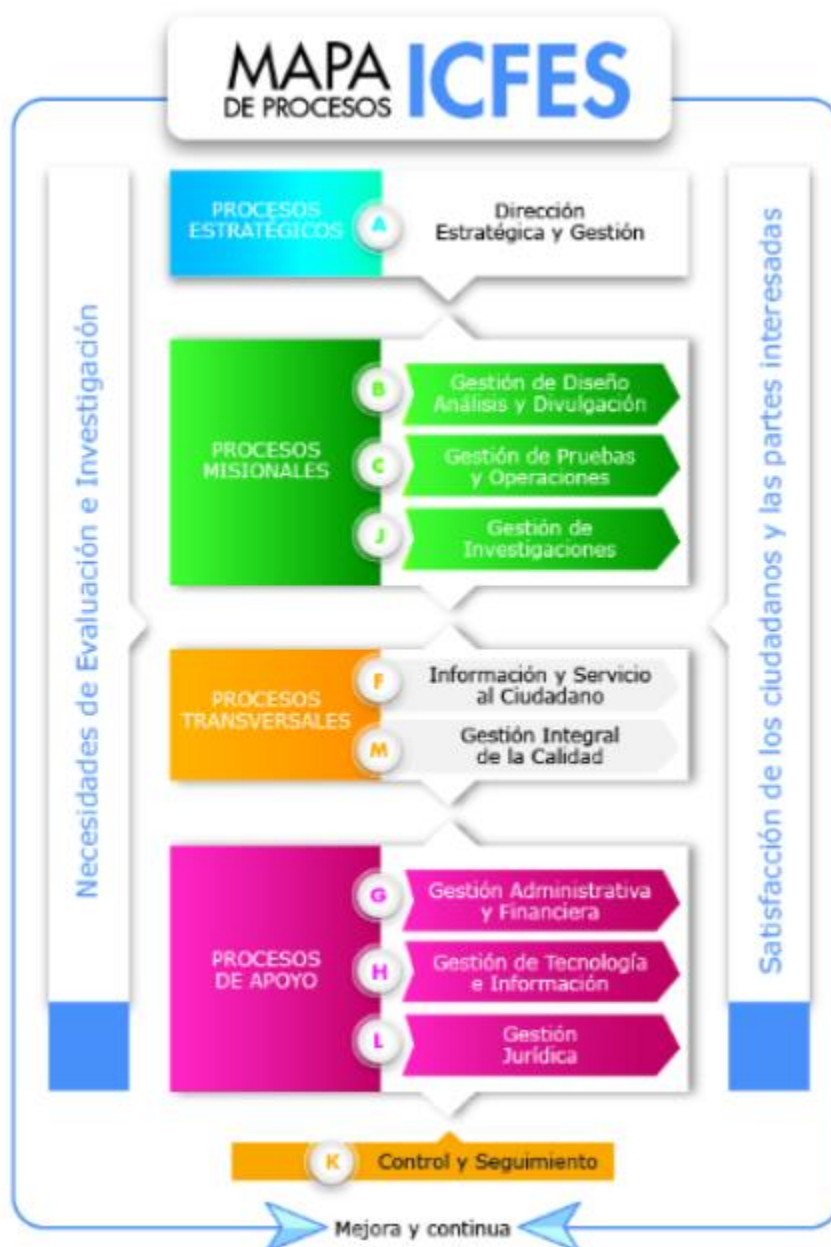 MAPA
DE PROCESOS
ICFES
Necesidades de Evaluación e Investigación
PROCESOS
ESTRATÉGICOS
A
Dirección
Estratégica y Gestión
PROCESOS
MISIONALES
B
Gestión de Diseño
Análisis y Divulgación
C
Gestión de Pruebas
y Operaciones
J
Gestión de
Investigaciones
PROCESOS
TRANSVERSALES
F
Información y Servicio
al Ciudadano
M
Gestión Integral
de la Calidad
PROCESOS
DE APOYO
G
Gestión Administrativa
y Financiera
H
Gestión de Tecnología
e Información
L
Gestión
Jurídica
Satisfacción de los ciudadanos y las partes interesadas
K
Control y Seguimiento
Mejora y continua